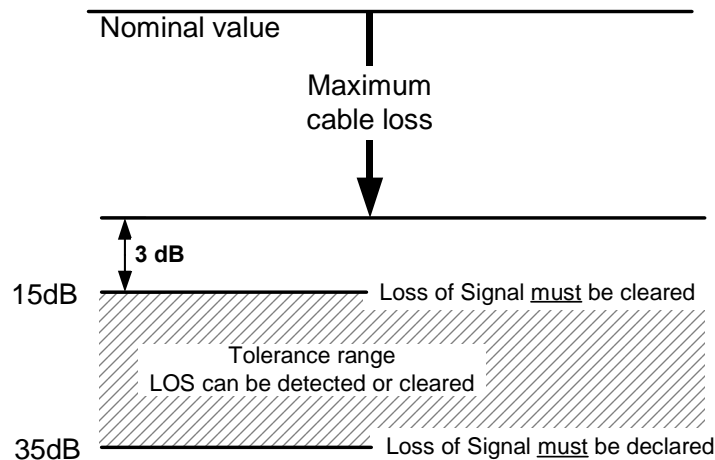 Nominal value
Maximum
cable loss
3 dB
15dB
Loss of Signal must be cleared
Tolerance range
LOS can be detected or cleared
35dB
Loss of Signal must be declared